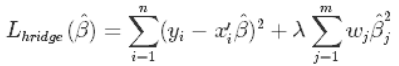 L_{hridge}(\hat{\beta}) = \sum_{i=1}^{n} (y_i - x_i' \hat{\beta})^2 + \lambda \sum_{j=1}^{m} w_j \hat{\beta}_j^2